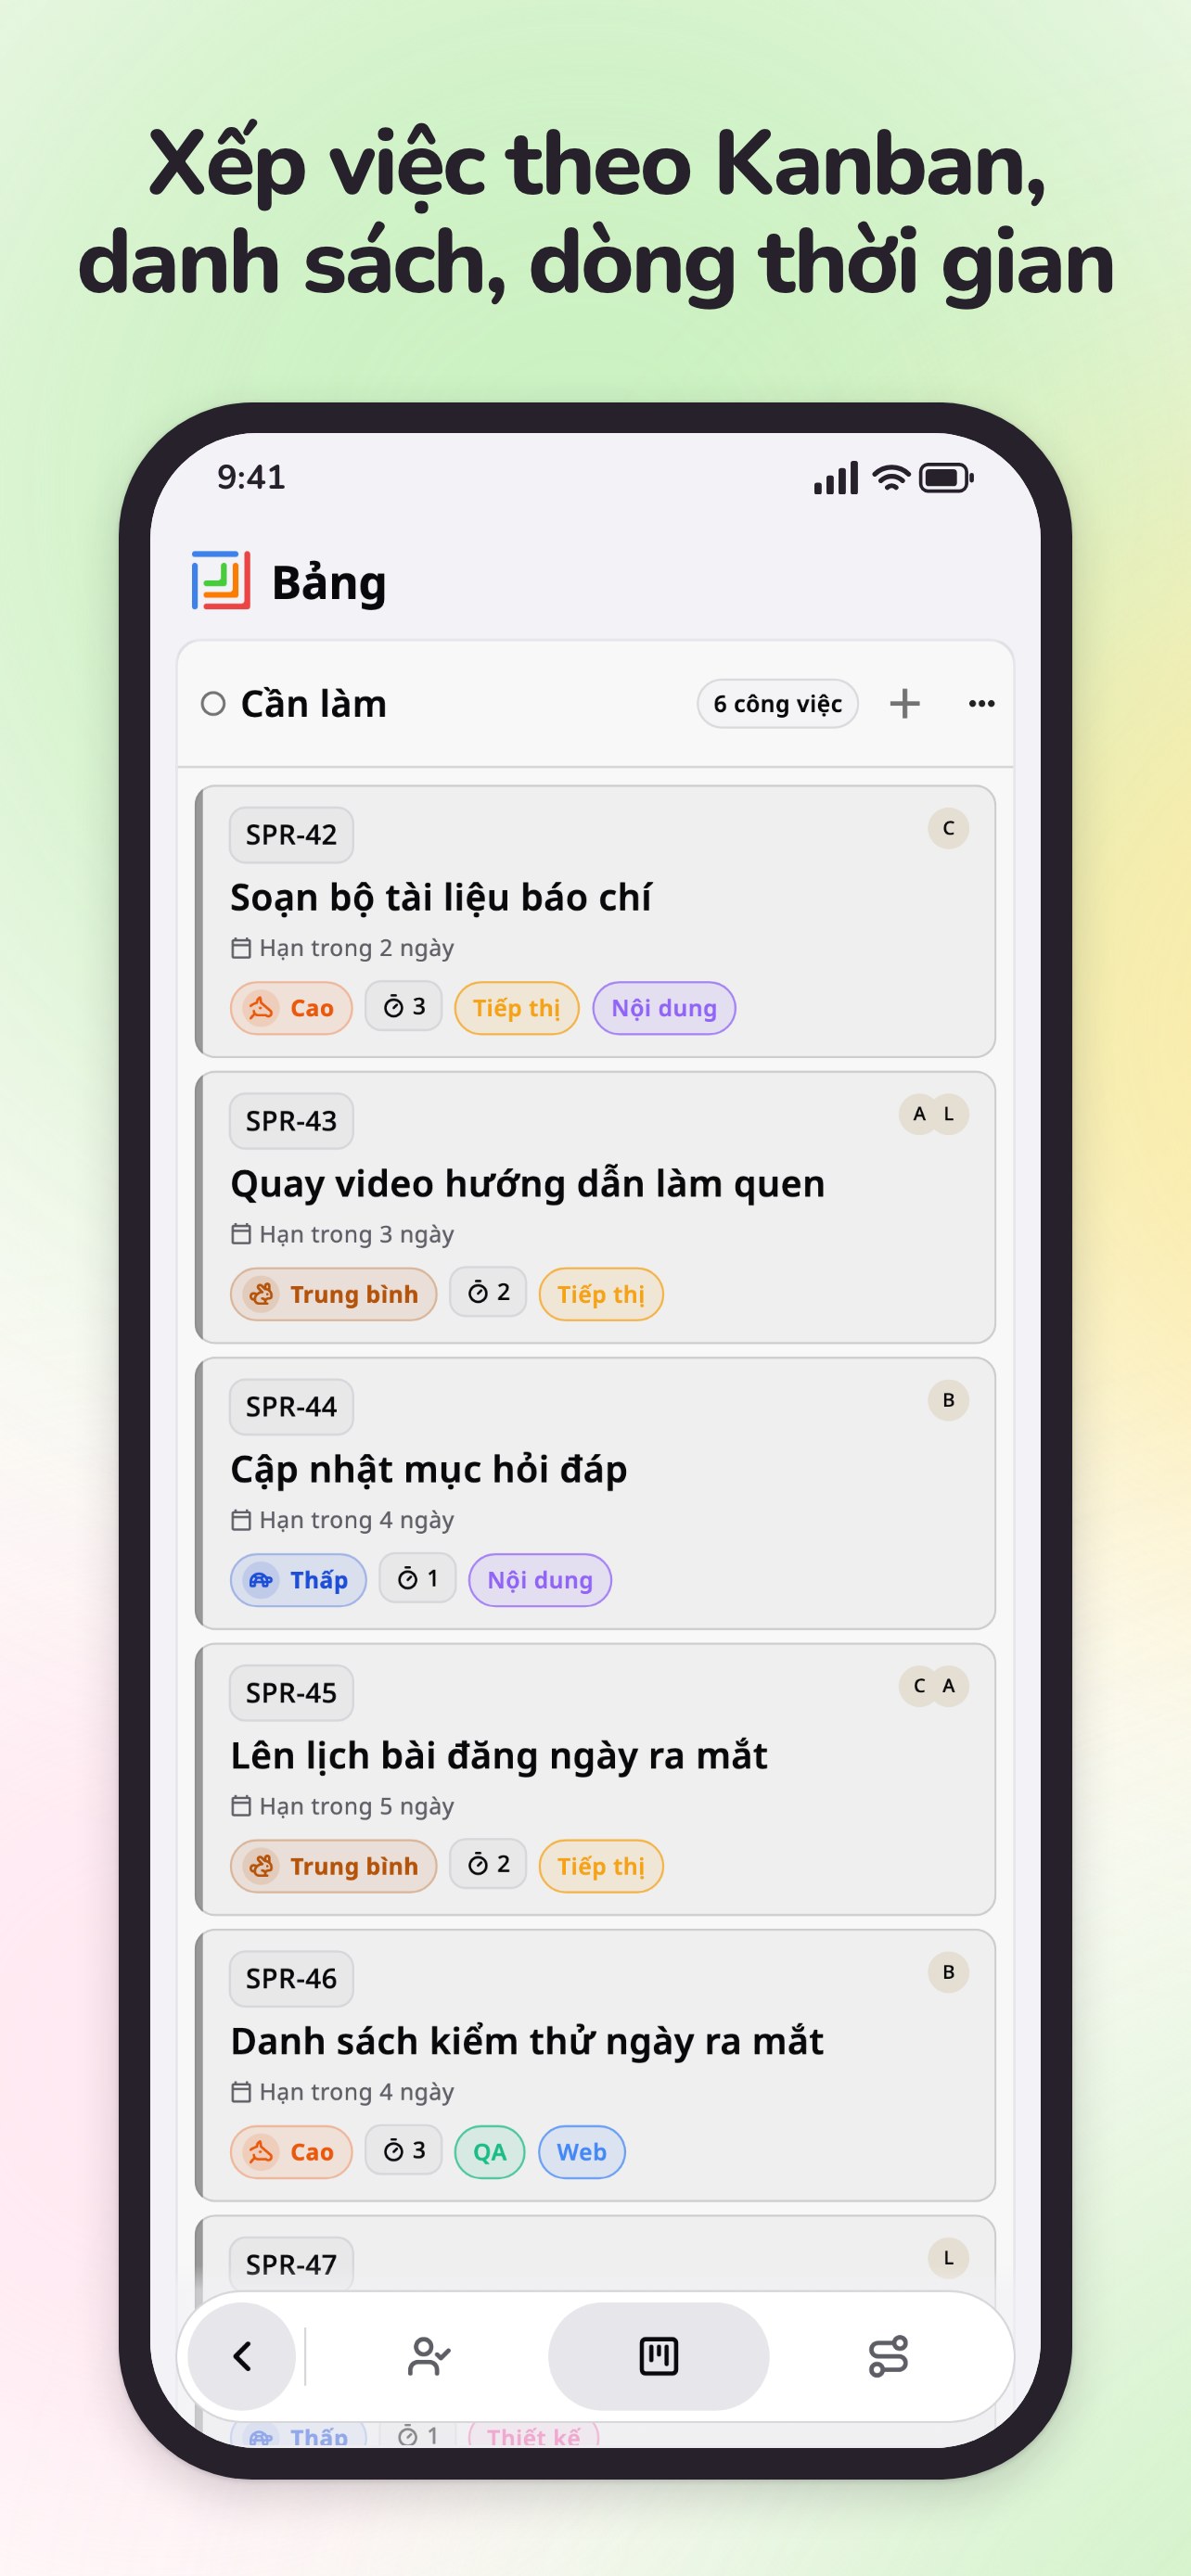 Xếp việc theo Kanban,
danh sách, dòng thời gian
9:41
Bảng
Cần làm
6 công việc
SPR-42
C
Soạn bộ tài liệu báo chí
Hạn trong 2 ngày
Cao
3
Tiếp thị
Nội dung
SPR-43
A L
Quay video hướng dẫn làm quen
Hạn trong 3 ngày
Trung bình
2
Tiếp thị
SPR-44
B
Cập nhật mục hỏi đáp
Hạn trong 4 ngày
Thấp
1
Nội dung
SPR-45
C A
Lên lịch bài đăng ngày ra mắt
Hạn trong 5 ngày
Trung bình
2
Tiếp thị
SPR-46
B
Danh sách kiểm thử ngày ra mắt
Hạn trong 4 ngày
Cao
3
QA
Web
SPR-47
L
Thấp
1
Thiết kế